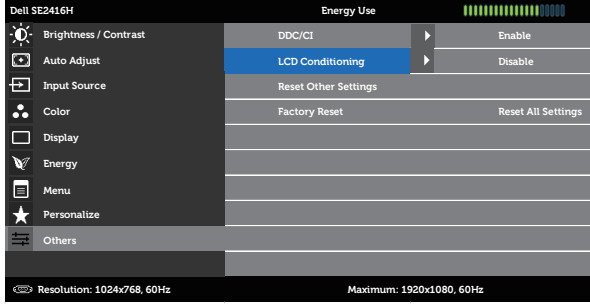 Dell SE2416H Energy Use
Brightness / Contrast DDC/CI Enable
Auto Adjust LCD Conditioning Disable
Input Source Reset Other Settings
Color Factory Reset Reset All Settings
Display
Energy
Menu
Personalize
Others
Resolution: 1024x768, 60Hz Maximum: 1920x1080, 60Hz